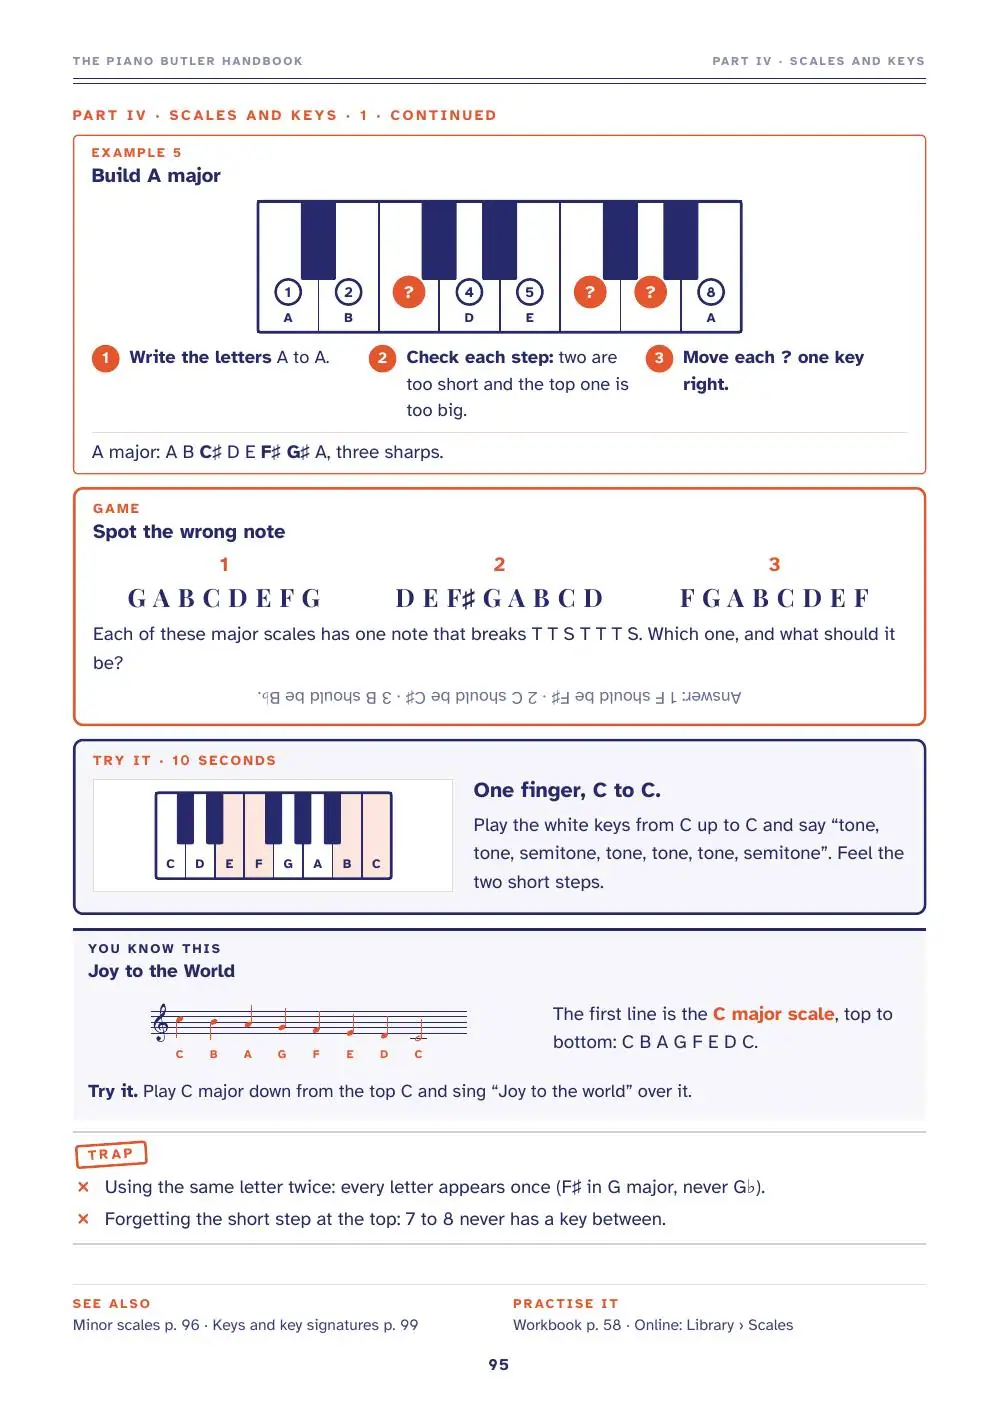 THE PIANO BUTLER HANDBOOK
PART IV · SCALES AND KEYS
PART IV · SCALES AND KEYS · 1 · CONTINUED
EXAMPLE 5
Build A major
1 2 ? 4 5 ? ? 8
A B D E A
1 Write the letters A to A.
2 Check each step: two are
too short and the top one is
too big.
3 Move each ? one key
right.
A major: A B C♯ D E F♯ G♯ A, three sharps.
GAME
Spot the wrong note
1
G A B C D E F G
2
D E F♯ G A B C D
3
F G A B C D E F
Each of these major scales has one note that breaks T T S T T T S. Which one, and what should it
be?
Answer: 1 F should be F♯ · 2 C should be C♯ · 3 B should be B♭.
TRY IT · 10 SECONDS
C D E F G A B C
One finger, C to C.
Play the white keys from C up to C and say “tone,
tone, semitone, tone, tone, tone, semitone”. Feel the
two short steps.
YOU KNOW THIS
Joy to the World
C B A G F E D C
The first line is the C major scale, top to
bottom: C B A G F E D C.
Try it. Play C major down from the top C and sing “Joy to the world” over it.
TRAP
× Using the same letter twice: every letter appears once (F♯ in G major, never G♭).
× Forgetting the short step at the top: 7 to 8 never has a key between.
SEE ALSO
Minor scales p. 96 · Keys and key signatures p. 99
PRACTISE IT
Workbook p. 58 · Online: Library › Scales
95